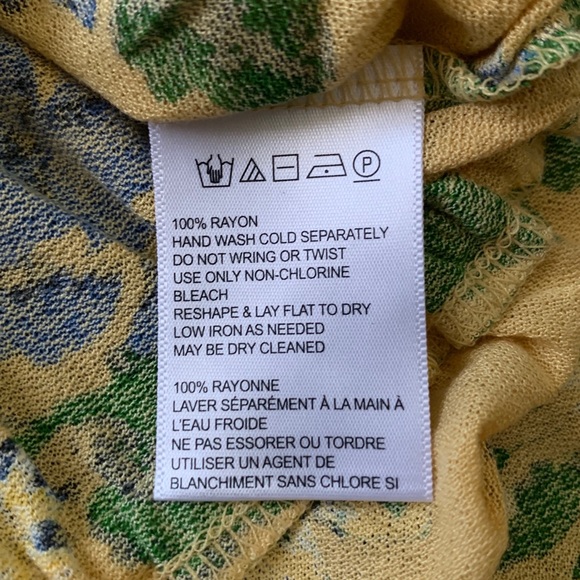 P
100% RAYON
HAND WASH COLD SEPARATELY
DO NOT WRING OR TWIST
USE ONLY NON-CHLORINE
BLEACH
RESHAPE & LAY FLAT TO DRY
LOW IRON AS NEEDED
MAY BE DRY CLEANED
100% RAYONNE
LAVER SÉPARÉMENT À LA MAIN À
L'EAU FROIDE
NE PAS ESSORER OU TORDRE
UTILISER UN AGENT DE
BLANCHIMENT SANS CHLORE SI